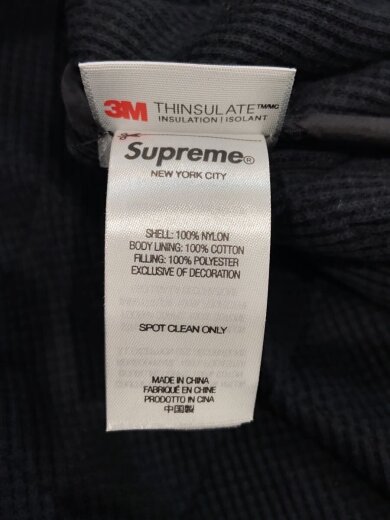 3M THINSULATE™/MC
INSULATION | ISOLANT
Supreme®
NEW YORK CITY
SHELL: 100% NYLON
BODY LINING: 100% COTTON
FILLING: 100% POLYESTER
EXCLUSIVE OF DECORATION
SPOT CLEAN ONLY
MADE IN CHINA
FABRIQUÉ EN CHINE
PRODOTTO IN CINA
中国製